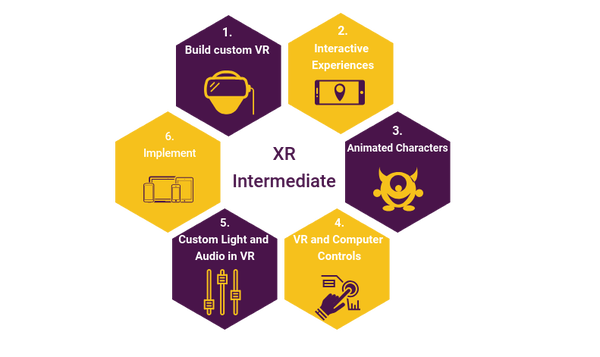 1.
Build custom VR
2.
Interactive
Experiences
3.
Animated Characters
4.
VR and Computer
Controls
5.
Custom Light and
Audio in VR
6.
Implement
XR
Intermediate